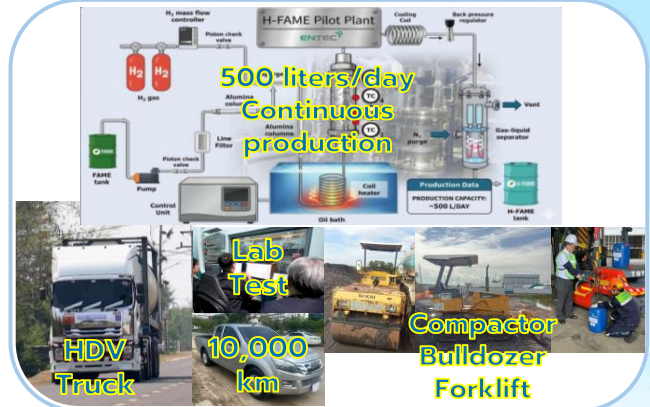 H₂ mass flow
controller
Piston check
valve
H-FAME Pilot Plant
ENTEC
Cooling
Coil
Back pressure
regulator
H2
H2
H₂ gas
500 liters/day
Continuous
production
Alumina
columns
TC
TC
Line
Filter
N₂
purge
Vent
Gas-liquid
separator
FAME
FAME
tank
Piston check
valve
Pump
Control
Unit
Coil
heater
Oil bath
Production Data
PRODUCTION CAPACITY:
~500 L/DAY
H-FAME
H-FAME
tank
Lab
Test
HDV
Truck
10,000
km
SAKAI
Compactor
Bulldozer
Forklift